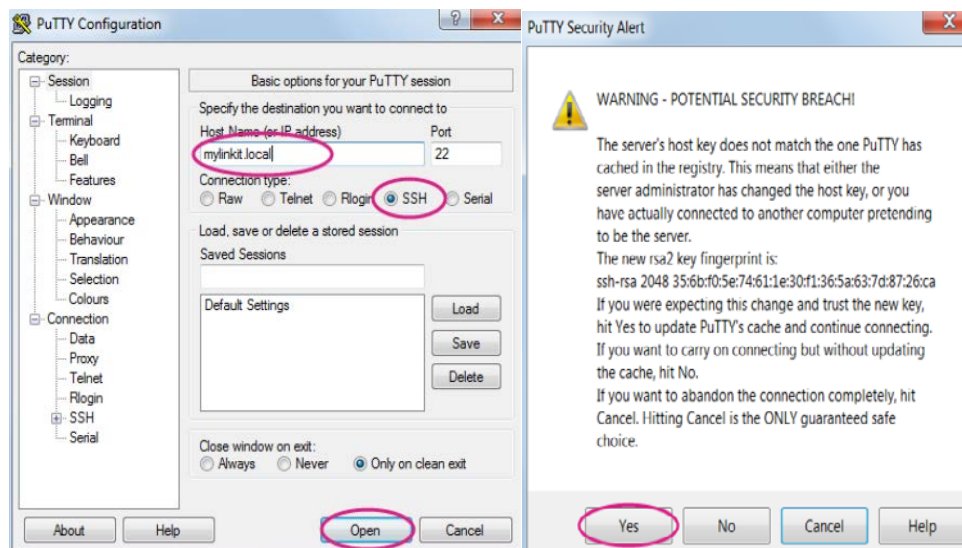 PuTTY Configuration
?
X
Category:
Session
Logging
Terminal
Keyboard
Bell
Features
Window
Appearance
Behaviour
Translation
Selection
Colours
Connection
Data
Proxy
Telnet
Rlogin
SSH
Serial
Basic options for your PuTTY session
Specify the destination you want to connect to
Host Name (or IP address) Port
mylinkit.local 22
Connection type:
Raw Telnet Rlogin SSH Serial
Load, save or delete a stored session
Saved Sessions
Default Settings
Load
Save
Delete
Close window on exit:
Always Never Only on clean exit
About Help Open Cancel
PuTTY Security Alert
X
WARNING - POTENTIAL SECURITY BREACH!
The server's host key does not match the one PuTTY has
cached in the registry. This means that either the
server administrator has changed the host key, or you
have actually connected to another computer pretending
to be the server.
The new rsa2 key fingerprint is:
ssh-rsa 2048 35:6b:f0:5e:74:61:1e:30:f1:36:5a:63:7d:87:26:ca
If you were expecting this change and trust the new key,
hit Yes to update PuTTY's cache and continue connecting.
If you want to carry on connecting but without updating
the cache, hit No.
If you want to abandon the connection completely, hit
Cancel. Hitting Cancel is the ONLY guaranteed safe
choice.
Yes No Cancel Help